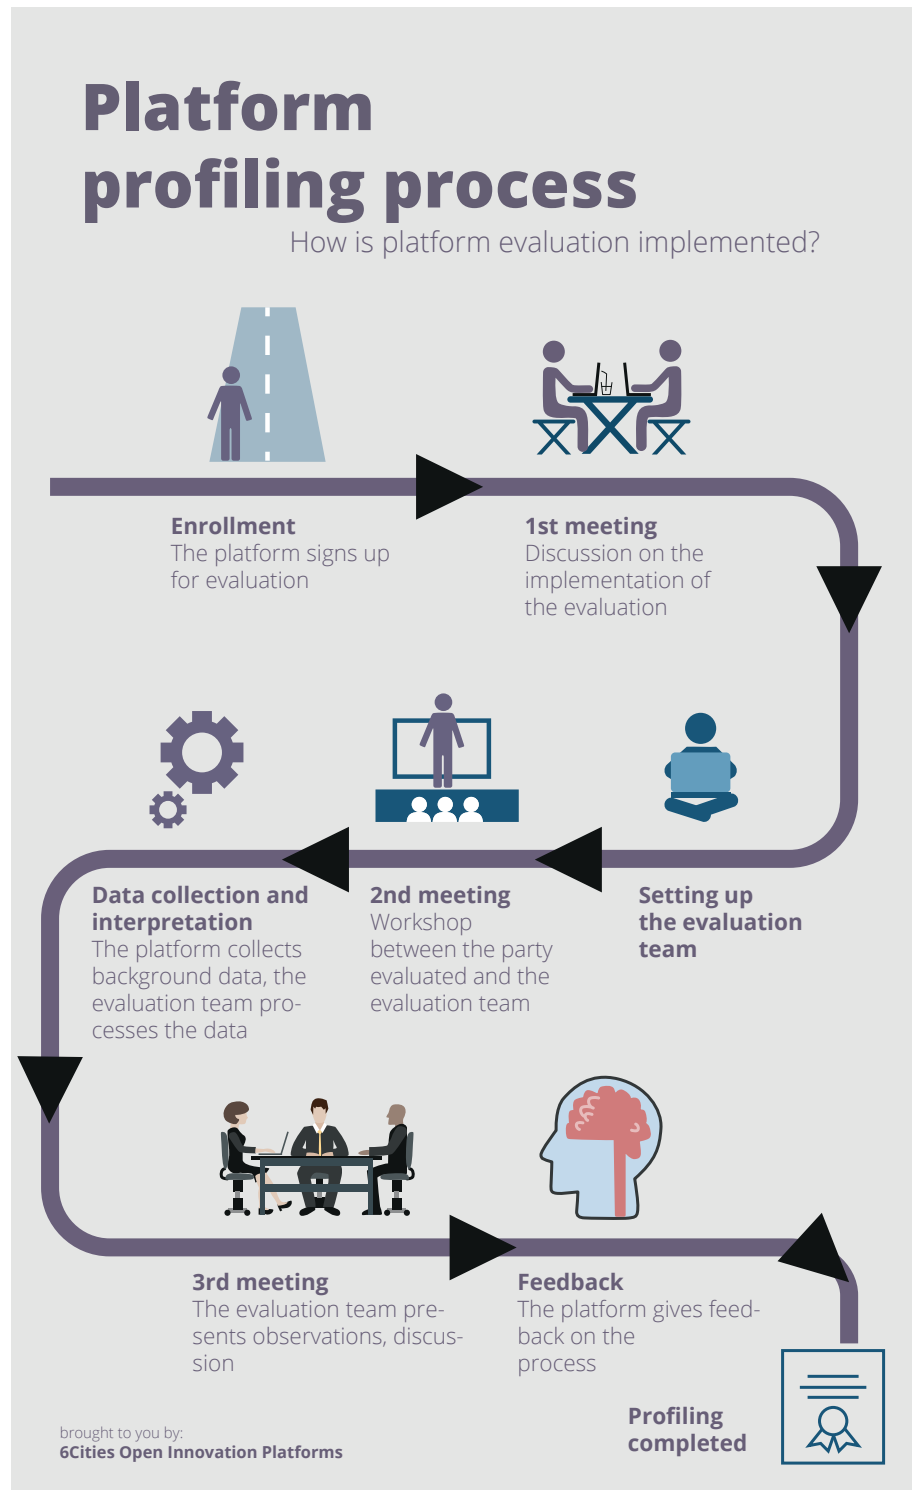 Platform
profiling process
How is platform evaluation implemented?
Enrollment
The platform signs up
for evaluation
1st meeting
Discussion on the
implementation of
the evaluation
Setting up
the evaluation
team
2nd meeting
Workshop
between the party
evaluated and the
evaluation team
Data collection and
interpretation
The platform collects
background data, the
evaluation team pro-
cesses the data
3rd meeting
The evaluation team pre-
sents observations, discus-
sion
Feedback
The platform gives feed-
back on the
process
Profiling
completed
brought to you by:
6Cities Open Innovation Platforms